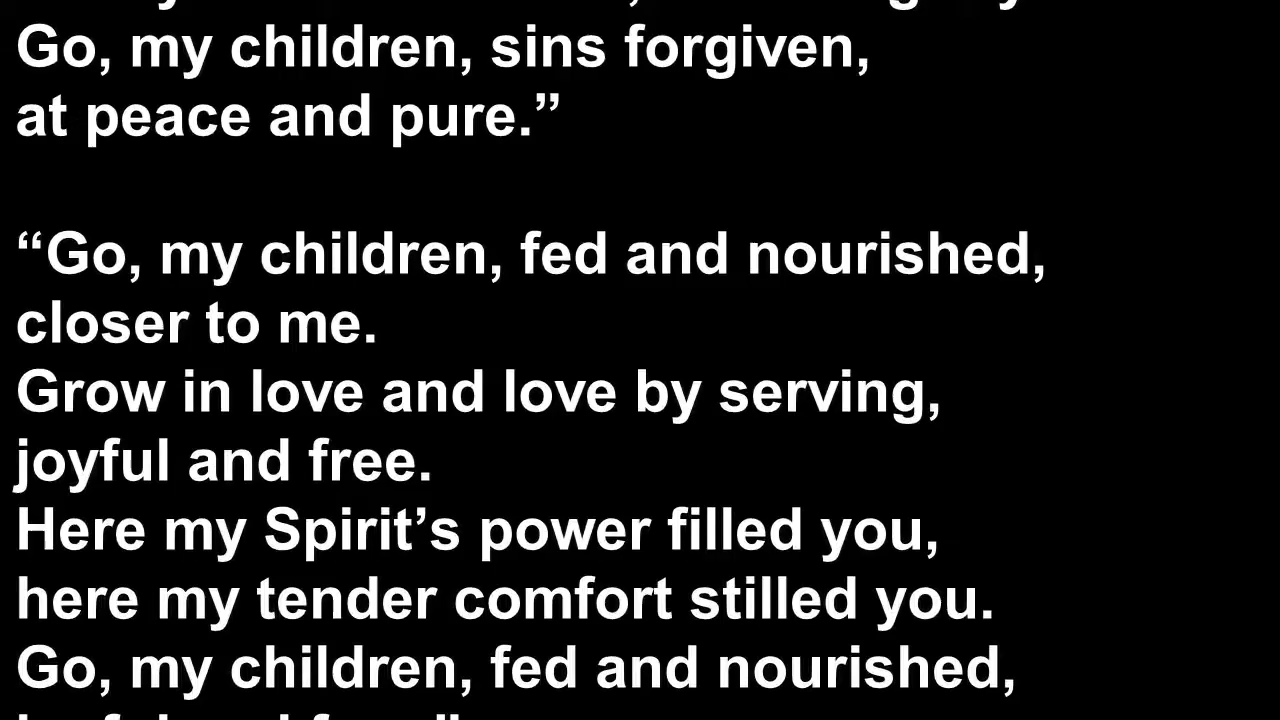 Go, my children, sins forgiven,
at peace and pure.”
“Go, my children, fed and nourished,
closer to me.
Grow in love and love by serving,
joyful and free.
Here my Spirit’s power filled you,
here my tender comfort stilled you.
Go, my children, fed and nourished,